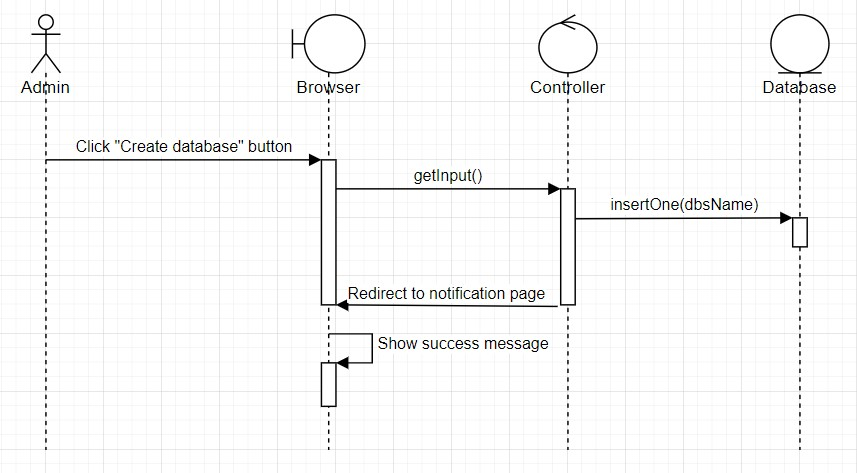 Admin
Browser
Controller
Database
Click "Create database" button
getInput()
insertOne(dbsName)
Redirect to notification page
Show success message